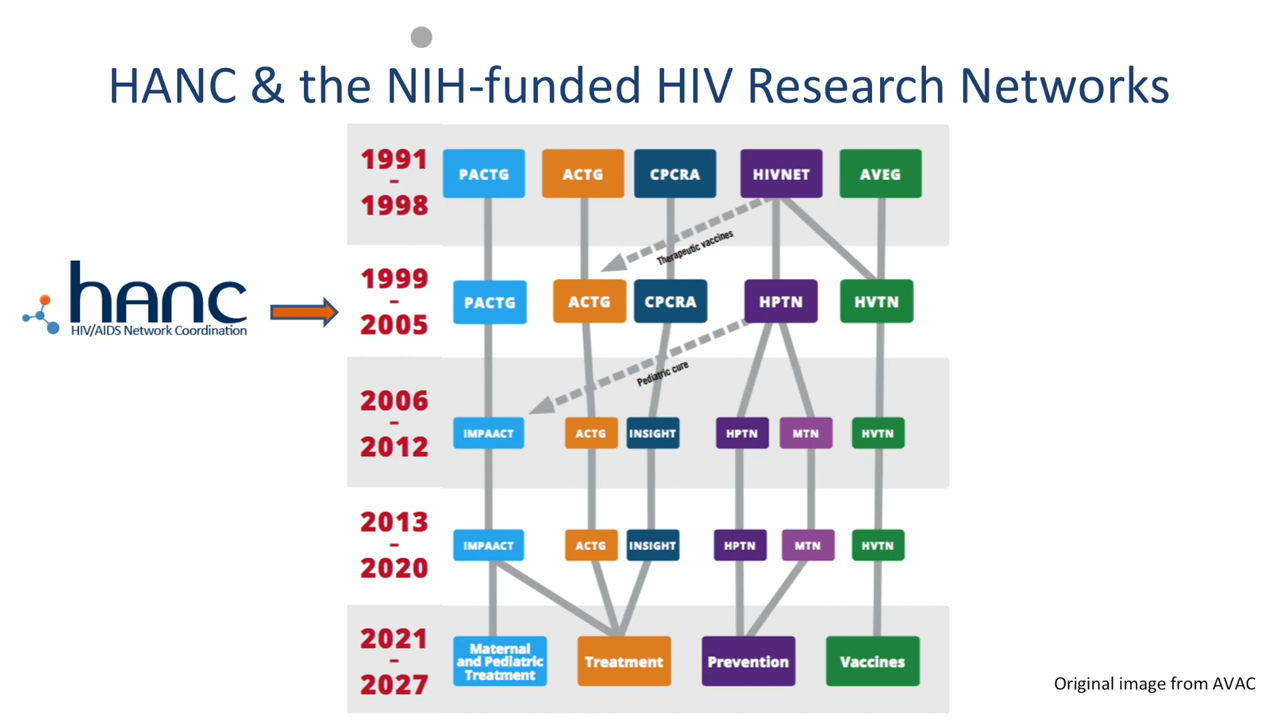 HANC & the NIH-funded HIV Research Networks
1991
–
1998
PACTG
ACTG
CPCRA
HIVNET
AVEG
Therapeutic vaccines
hanc
HIV/AIDS Network Coordination
1999
–
2005
PACTG
ACTG
CPCRA
HPTN
HVTN
Pediatric cure
2006
–
2012
IMPAACT
ACTG
INSIGHT
HPTN
MTN
HVTN
2013
–
2020
IMPAACT
ACTG
INSIGHT
HPTN
MTN
HVTN
2021
–
2027
Maternal
and Pediatric
Treatment
Treatment
Prevention
Vaccines
Original image from AVAC